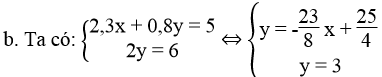 b. Ta có: { 2,3x + 0,8y = 5 ; 2y = 6 ⇔ { y = -23/8 x + 25/4 ; y = 3